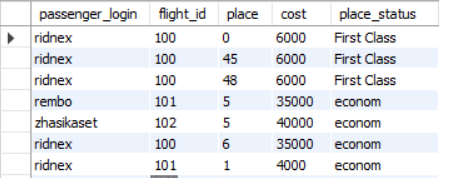 passenger_login flight_id place cost place_status
ridnex 100 0 6000 First Class
ridnex 100 45 6000 First Class
ridnex 100 48 6000 First Class
rembo 101 5 35000 econom
zhasikaset 102 5 40000 econom
ridnex 100 6 35000 econom
ridnex 101 1 4000 econom